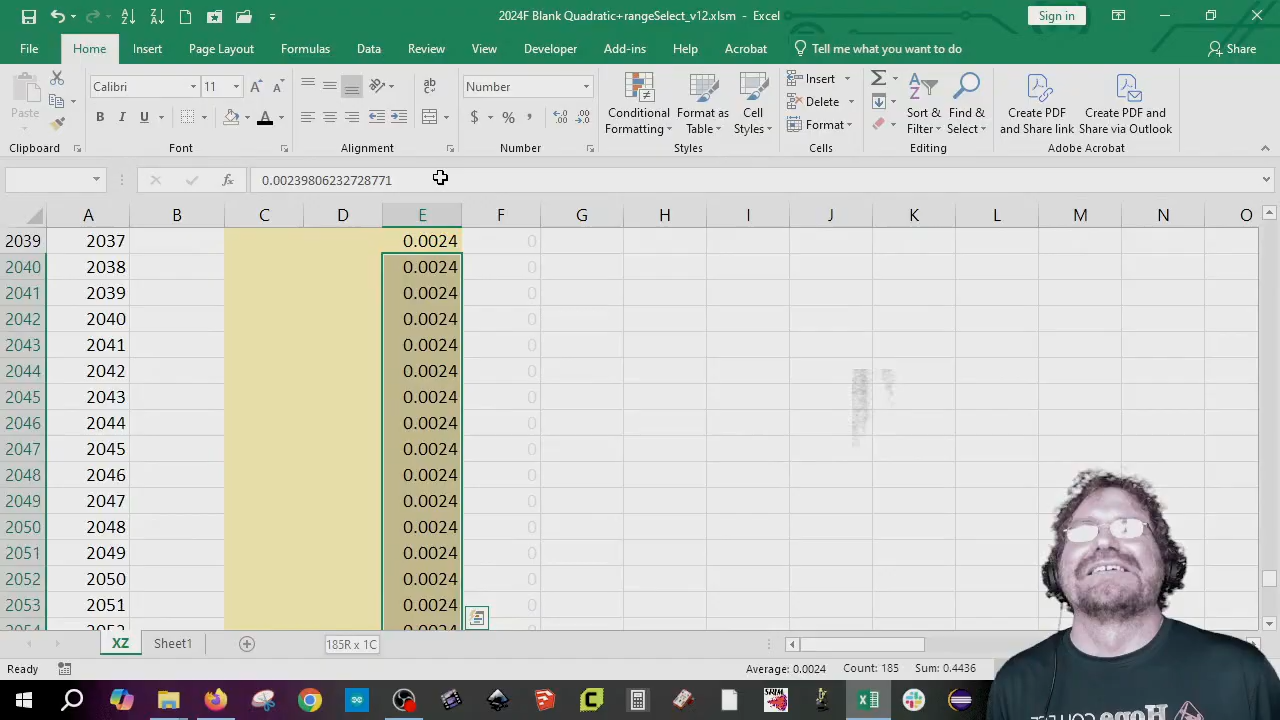 2024F Blank Quadratic+rangeSelect_v12.xlsm - Excel
Sign in
File Home Insert Page Layout Formulas Data Review View Developer Add-ins Help Acrobat Tell me what you want to do Share
Paste
Calibri 11
Number
Conditional Formatting
Format as Table
Cell Styles
Insert
Delete
Format
Sort & Filter
Find & Select
Create PDF and Share link
Create PDF and Share via Outlook
Clipboard Font Alignment Number Styles Cells Editing Adobe Acrobat
fx 0.00239806232728771
A B C D E F G H I J K L M N O
2039 2037 0.0024 0
2040 2038 0.0024 0
2041 2039 0.0024 0
2042 2040 0.0024 0
2043 2041 0.0024 0
2044 2042 0.0024 0
2045 2043 0.0024 0
2046 2044 0.0024 0
2047 2045 0.0024 0
2048 2046 0.0024 0
2049 2047 0.0024 0
2050 2048 0.0024 0
2051 2049 0.0024 0
2052 2050 0.0024 0
2053 2051 0.0024 0
XZ Sheet1 185R x 1C
Ready Average: 0.0024 Count: 185 Sum: 0.4436